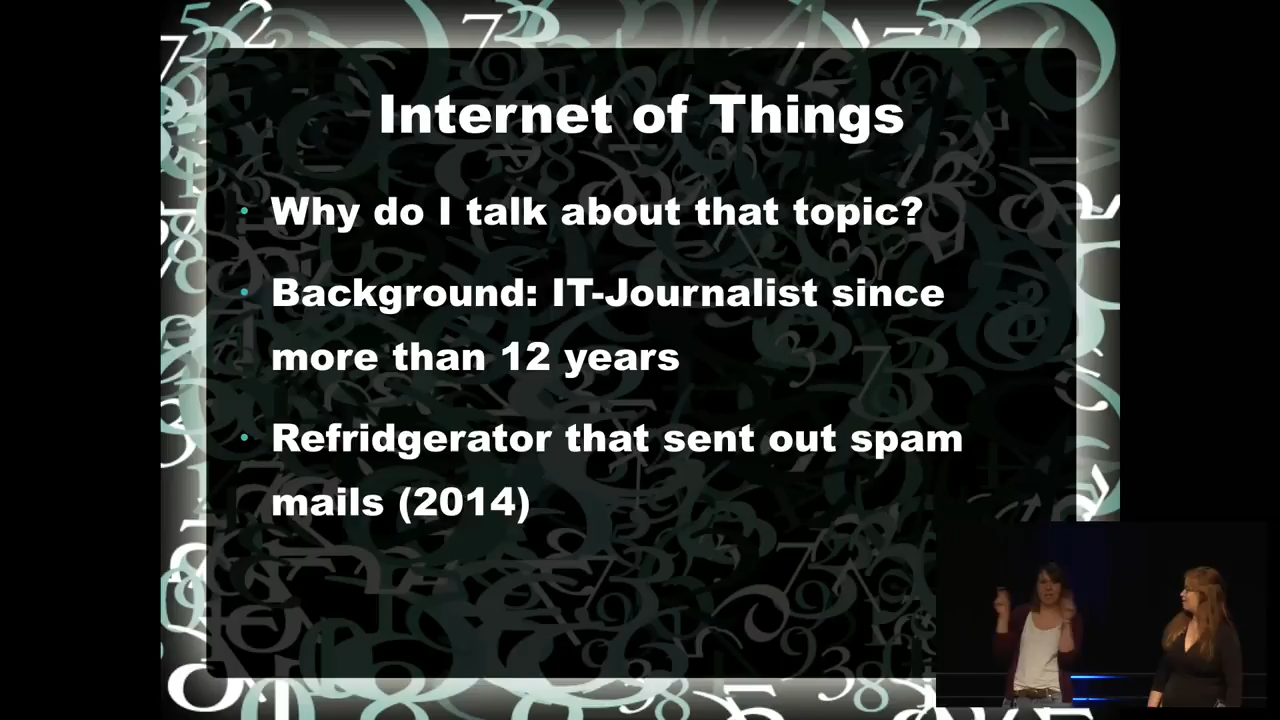 Internet of Things
Why do I talk about that topic?
Background: IT-Journalist since
more than 12 years
Refridgerator that sent out spam
mails (2014)